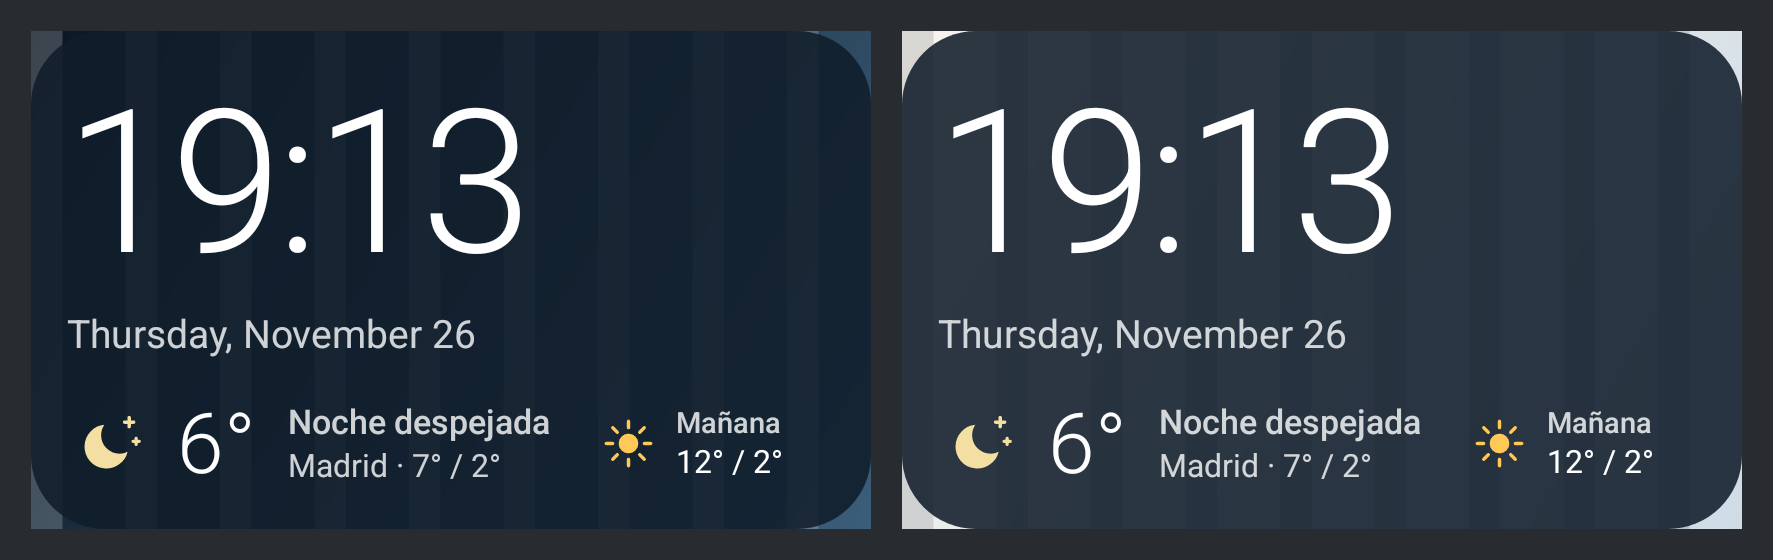 19:13
Thursday, November 26
6° Noche despejada
Madrid · 7° / 2°
Mañana
12° / 2°
19:13
Thursday, November 26
6° Noche despejada
Madrid · 7° / 2°
Mañana
12° / 2°